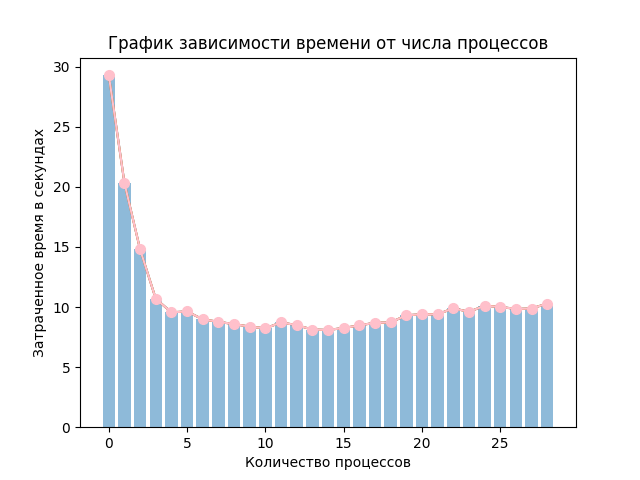 График зависимости времени от числа процессов
Затраченное время в секундах
30
25
20
15
10
5
0
0 5 10 15 20 25
Количество процессов